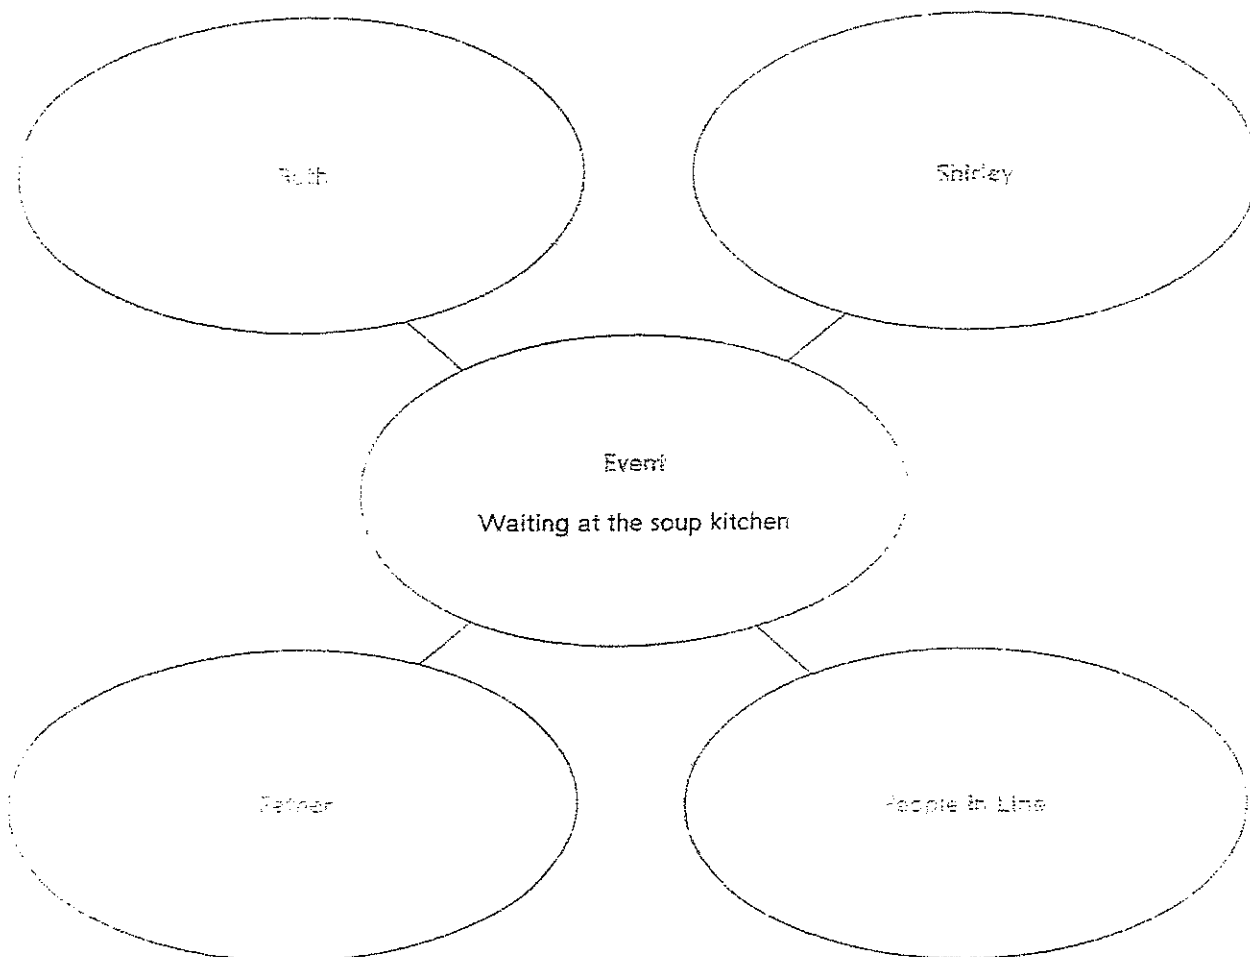 Ruth
Shirley
Event
Waiting at the soup kitchen
Father
People in Line